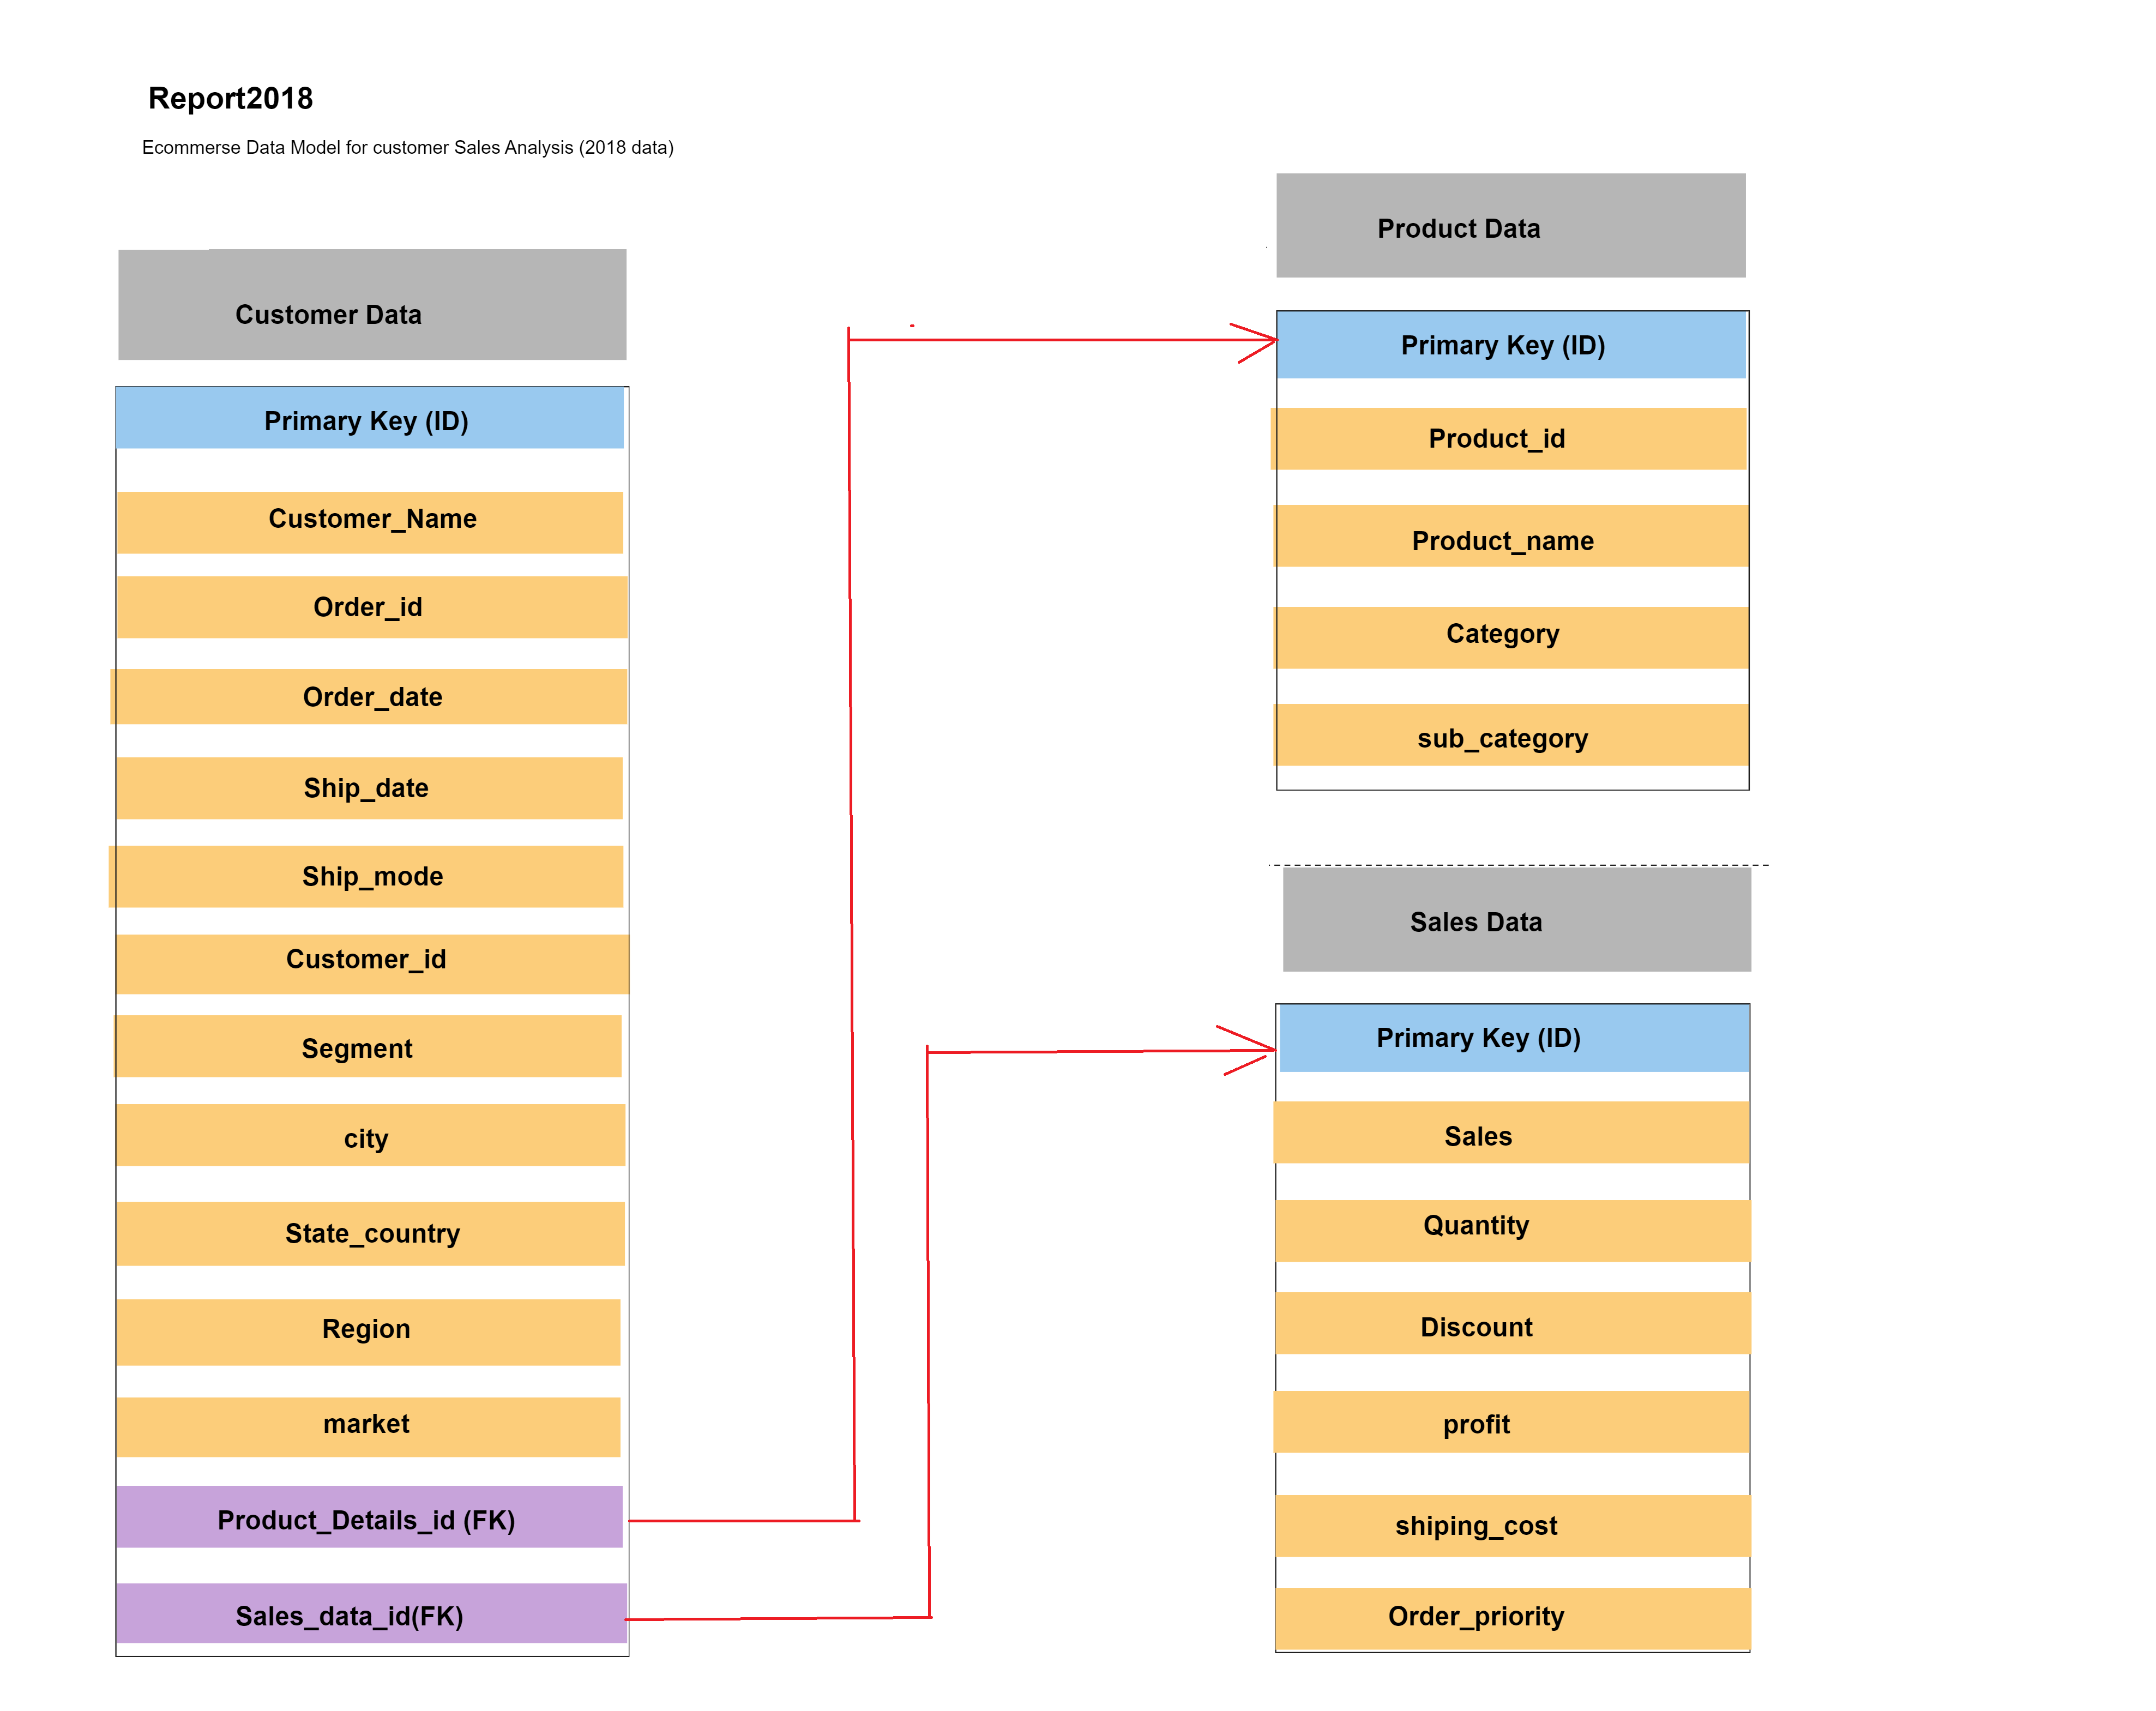 Report2018
Ecommerse Data Model for customer Sales Analysis (2018 data)
Customer Data
Primary Key (ID)
Customer_Name
Order_id
Order_date
Ship_date
Ship_mode
Customer_id
Segment
city
State_country
Region
market
Product_Details_id (FK)
Sales_data_id(FK)
Product Data
Primary Key (ID)
Product_id
Product_name
Category
sub_category
Sales Data
Primary Key (ID)
Sales
Quantity
Discount
profit
shiping_cost
Order_priority